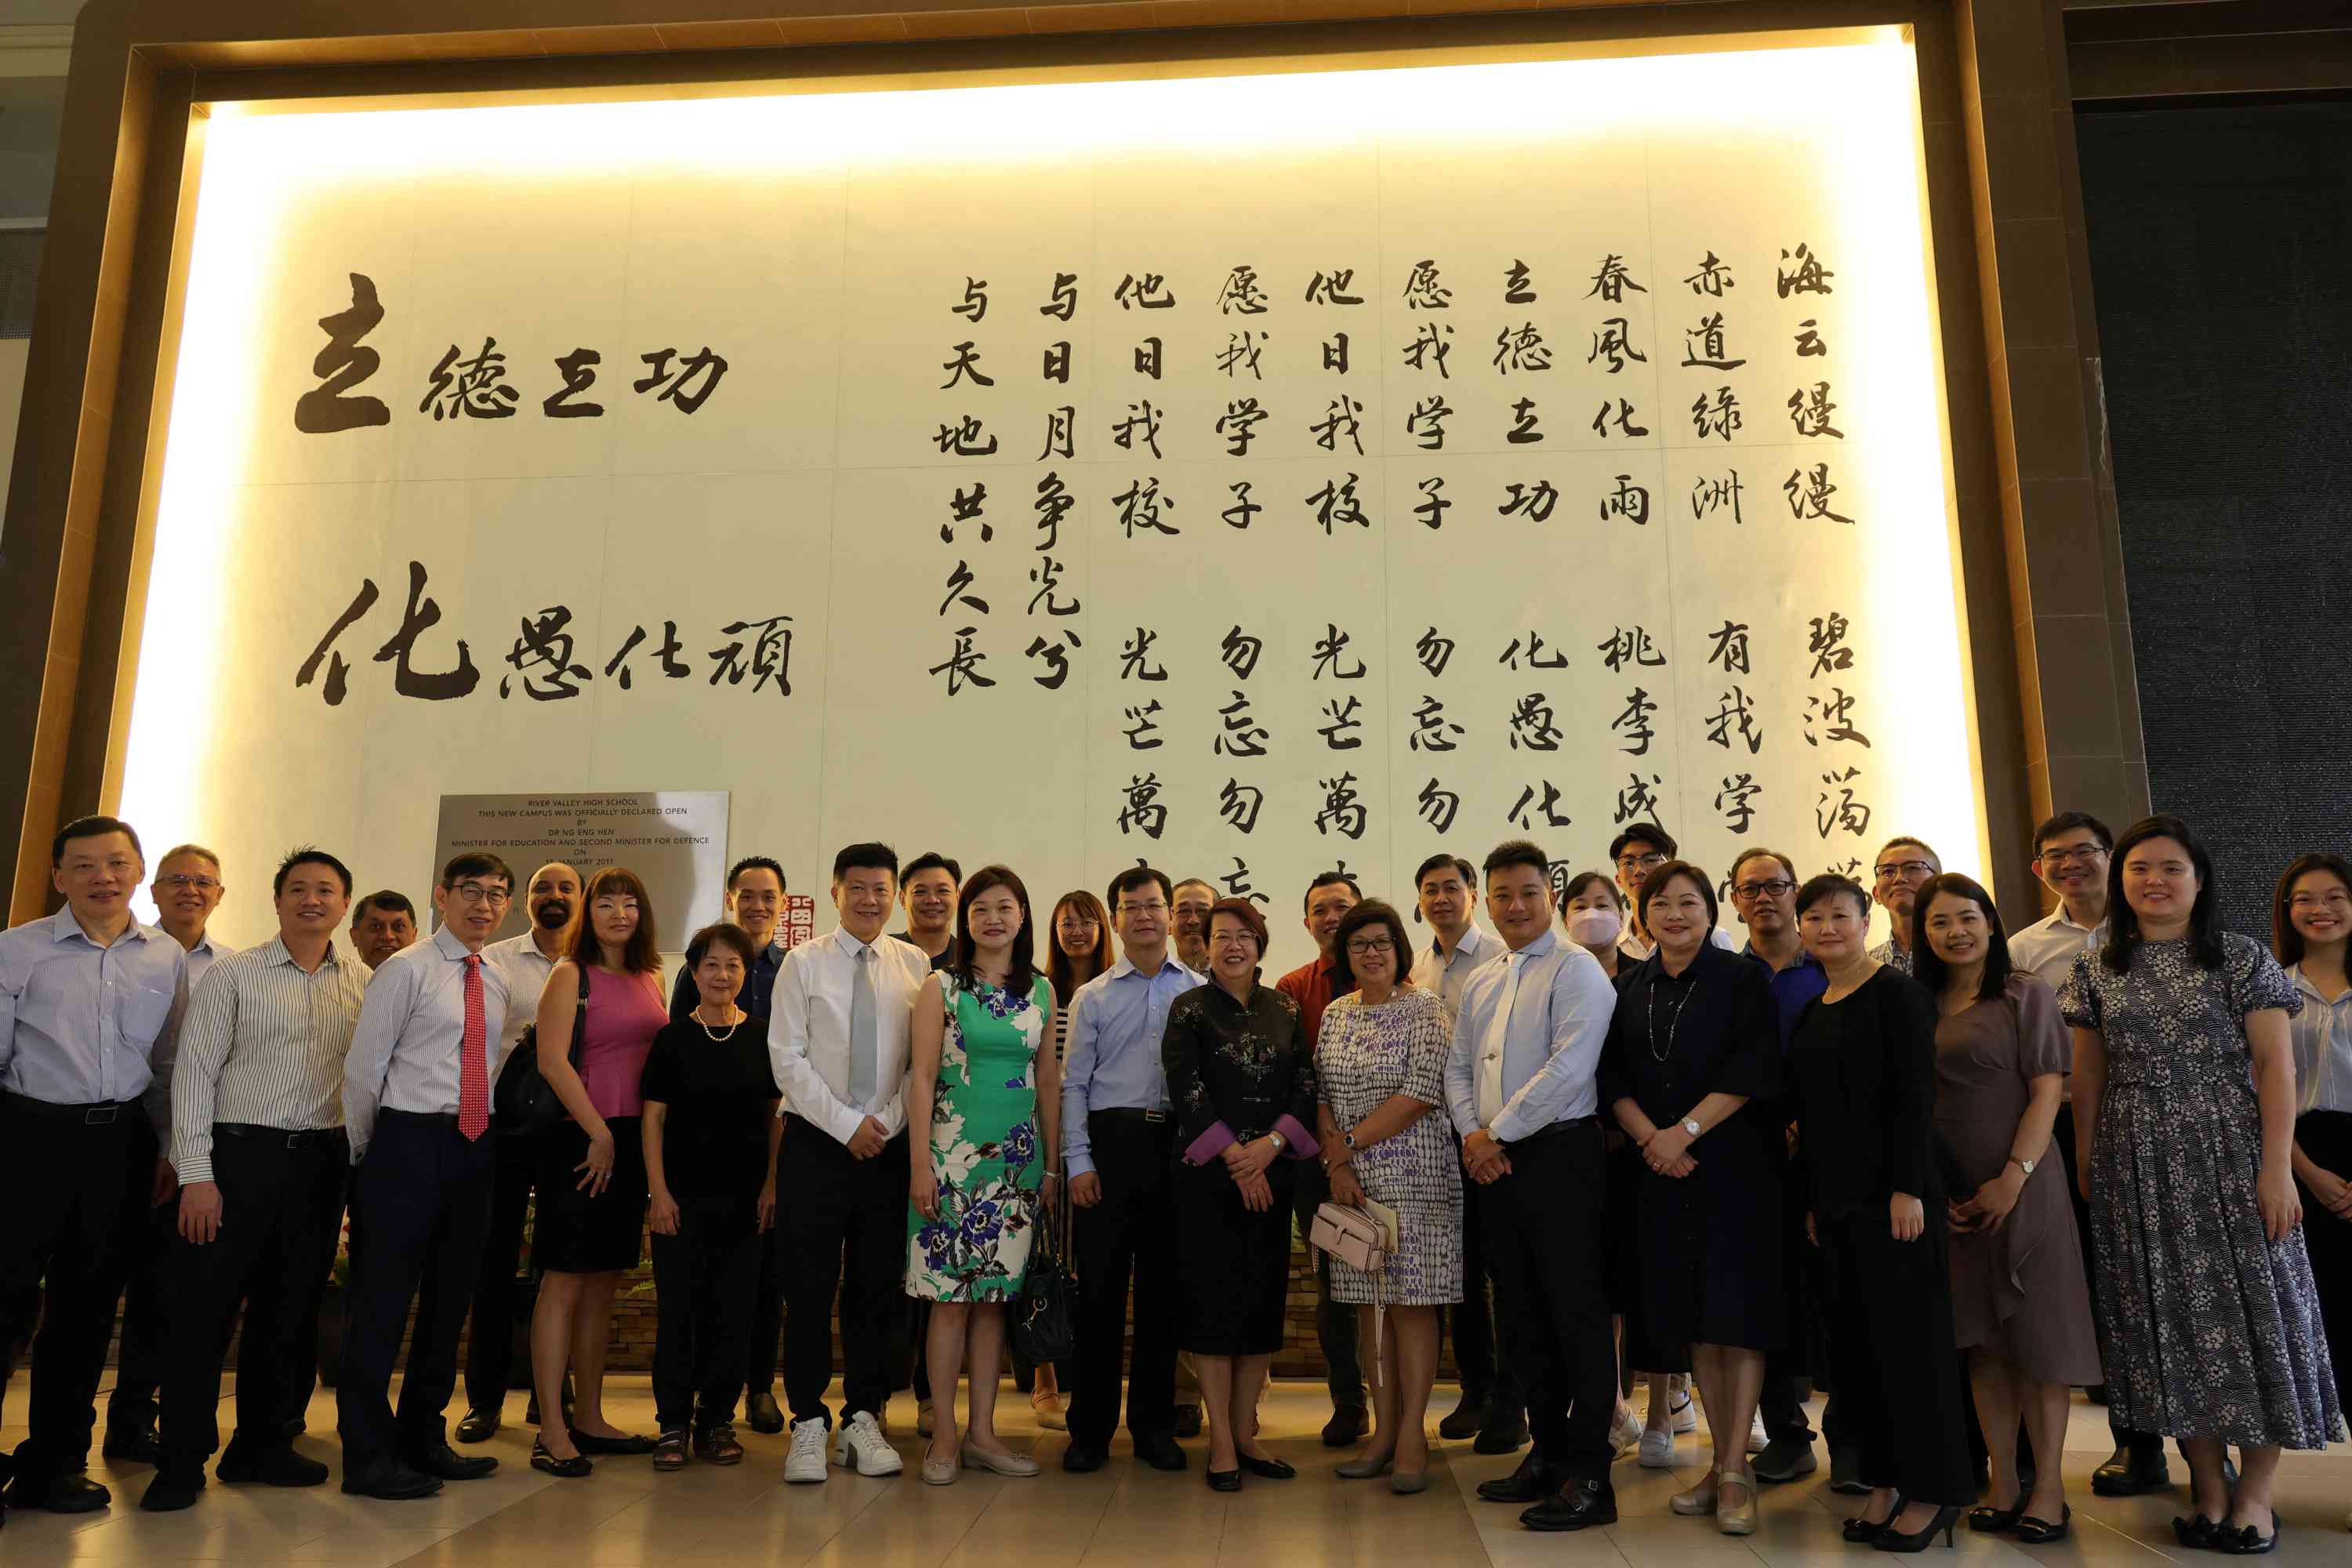 立德立功
化愚化頑
海云缦缦 碧波荡
赤道绿洲 有我学
春風化雨 桃李成
立德立功 化愚化頑
愿我学子 勿忘勿
他日我校 光芒萬
愿我学子 勿忘勿忘
他日我校 光芒萬
与日月争光兮
与天地共久長
RIVER VALLEY HIGH SCHOOL
THIS NEW CAMPUS WAS OFFICIALLY DECLARED OPEN
BY
DR NG ENG HEN
MINISTER FOR EDUCATION AND SECOND MINISTER FOR DEFENCE
ON
JANUARY 2011